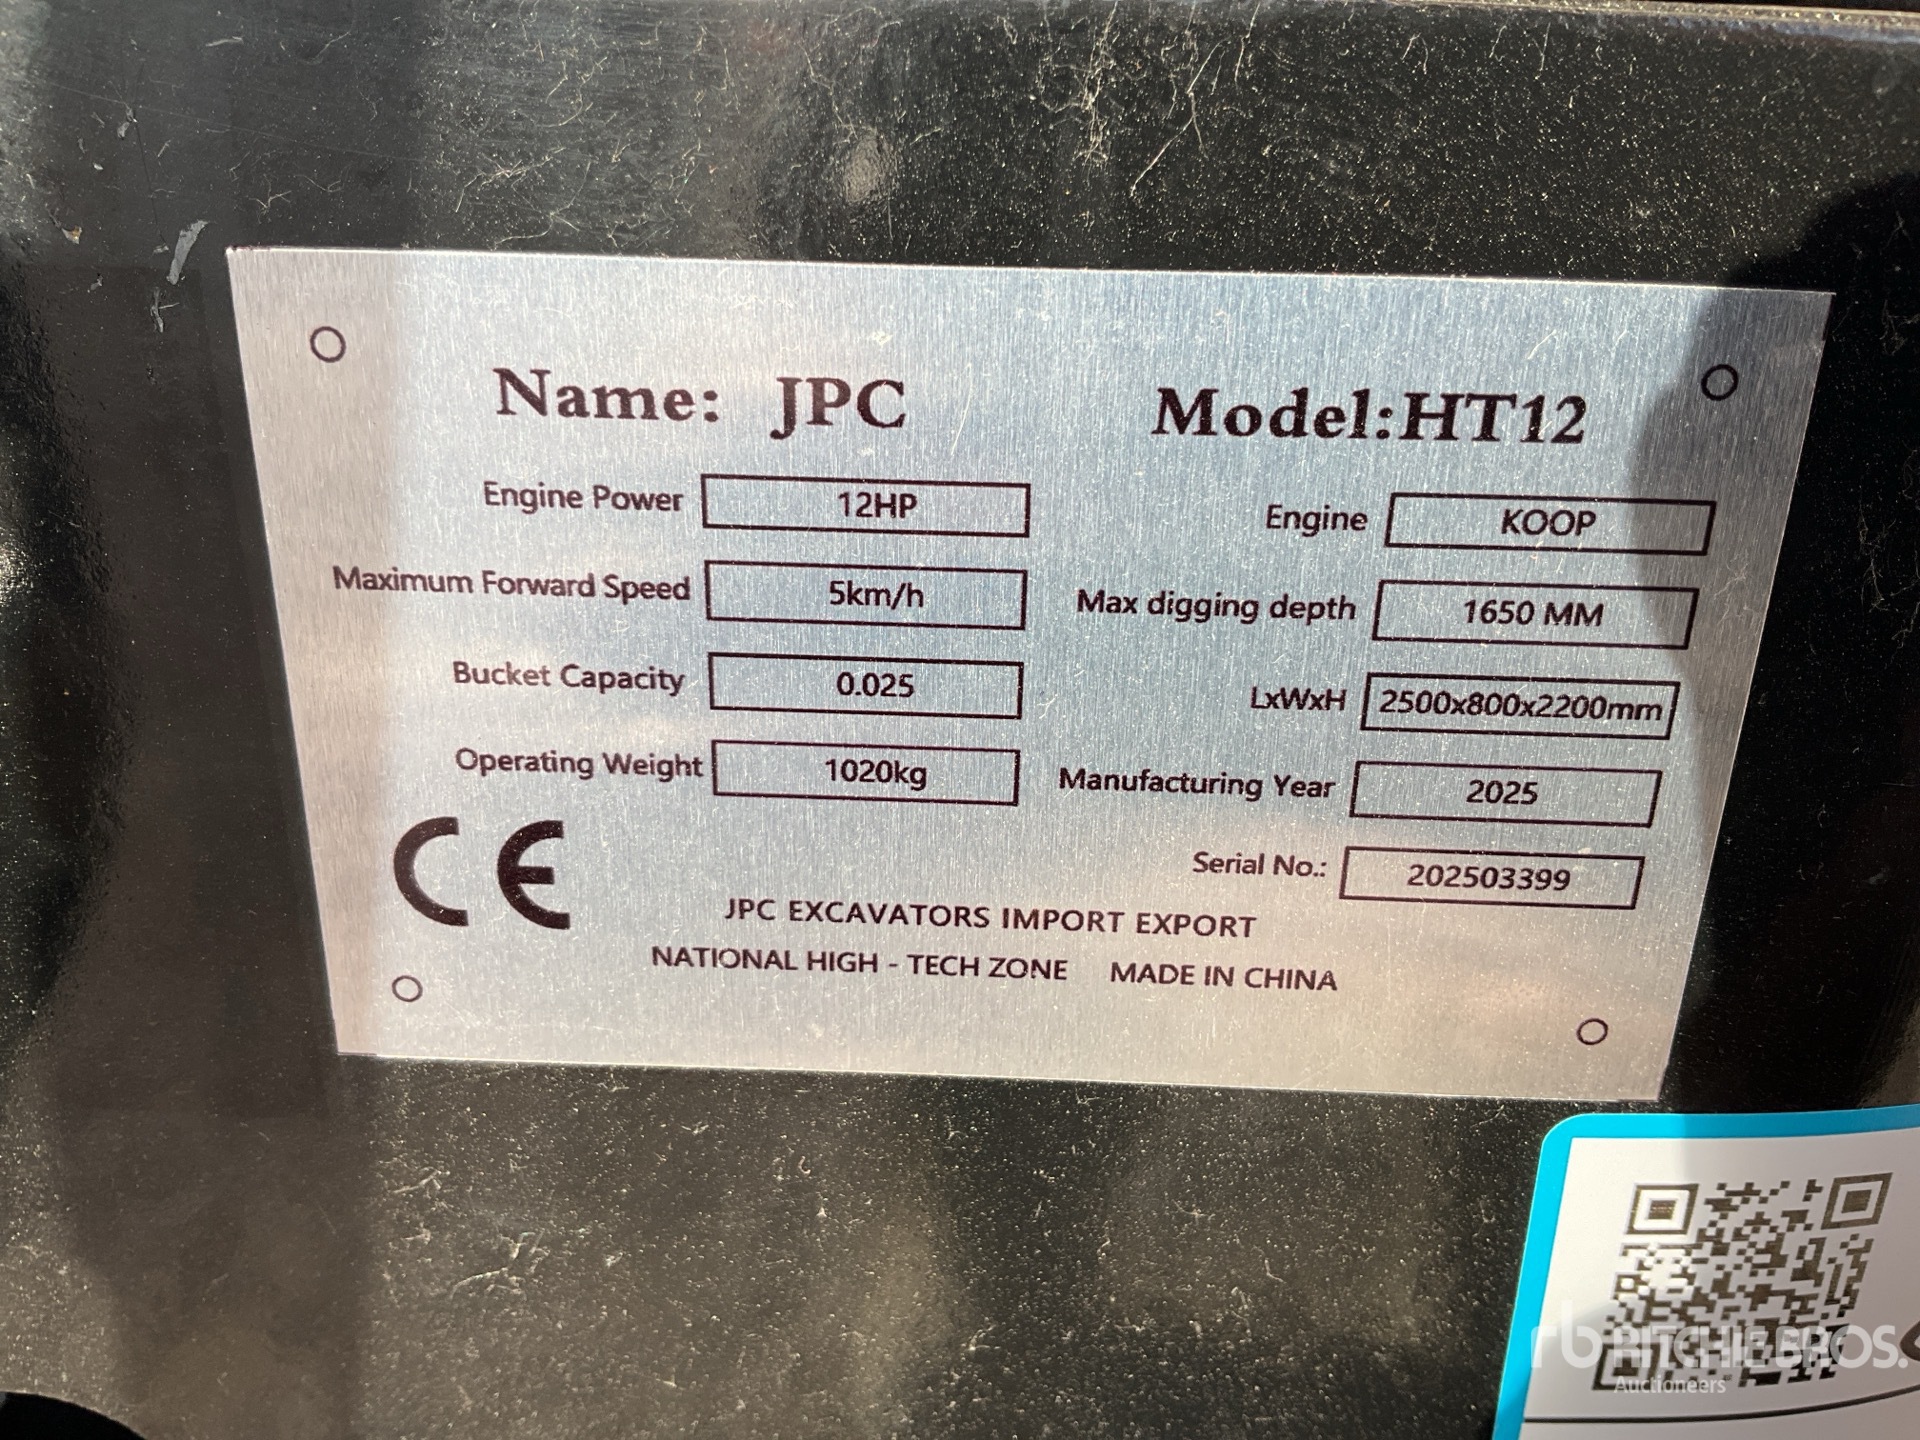 Name: JPC Model:HT12
Engine Power 12HP Engine KOOP
Maximum Forward Speed 5km/h Max digging depth 1650 MM
Bucket Capacity 0.025 LxWxH 2500x800x2200mm
Operating Weight 1020kg Manufacturing Year 2025
CE Serial No.: 202503399
JPC EXCAVATORS IMPORT EXPORT
NATIONAL HIGH - TECH ZONE MADE IN CHINA
rb RITCHIE BROS.
Auctioneers